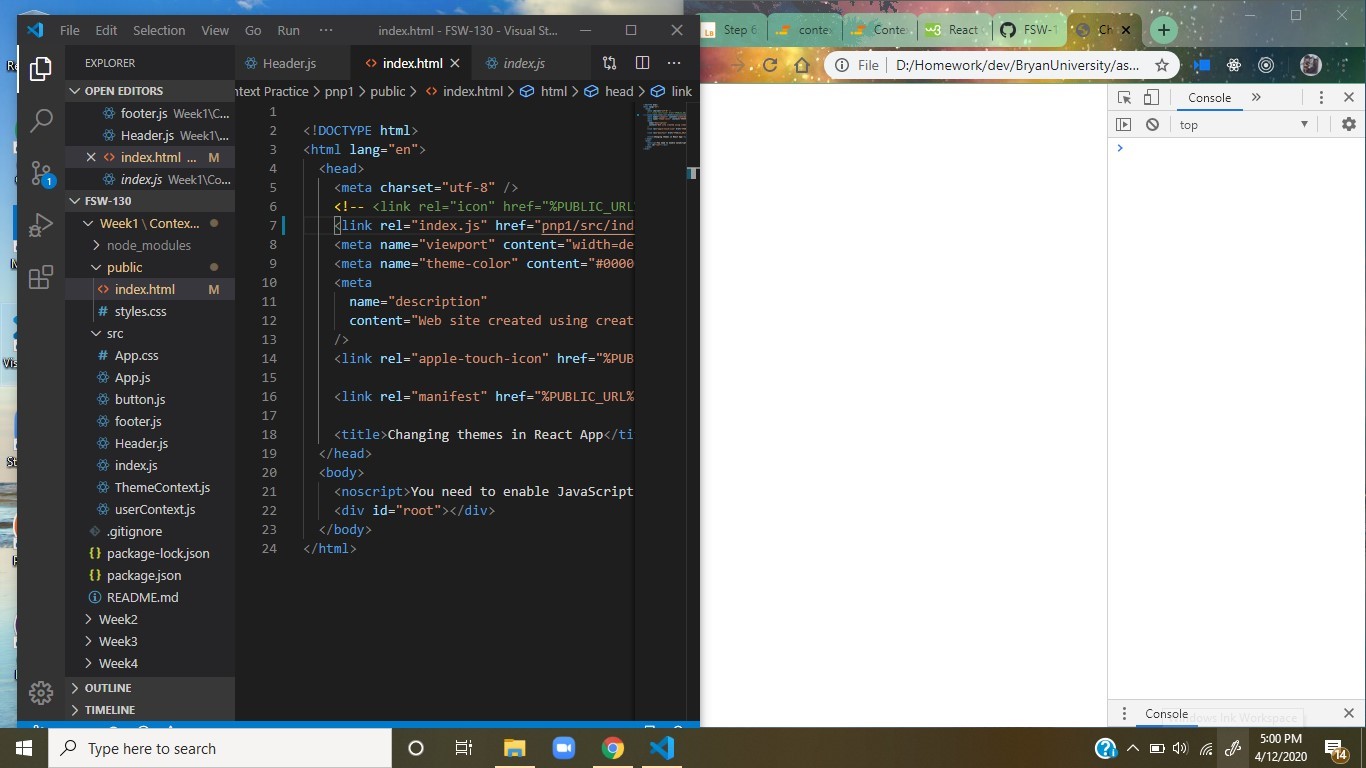 File Edit Selection View Go Run ··· index.html - FSW-130 - Visual St...
EXPLORER
OPEN EDITORS
footer.js Week1\C...
Header.js Week1\...
index.html ... M
index.js Week1\Co...
FSW-130
Week1 \ Contex...
node_modules
public
index.html M
styles.css
src
App.css
App.js
button.js
footer.js
Header.js
index.js
ThemeContext.js
userContext.js
.gitignore
package-lock.json
package.json
README.md
Week2
Week3
Week4
OUTLINE
TIMELINE
1
Header.js index.html index.js ···
ntext Practice > pnp1 > public > index.html > html > head > link
1
2 <!DOCTYPE html>
3 <html lang="en">
4 <head>
5 <meta charset="utf-8" />
6 <!-- <link rel="icon" href="%PUBLIC_URL
7 <link rel="index.js" href="pnp1/src/ind
8 <meta name="viewport" content="width=de
9 <meta name="theme-color" content="#0000
10 <meta
11 name="description"
12 content="Web site created using creat
13 />
14 <link rel="apple-touch-icon" href="%PUB
15
16 <link rel="manifest" href="%PUBLIC_URL%
17
18 <title>Changing themes in React App</ti
19 </head>
20 <body>
21 <noscript>You need to enable JavaScript
22 <div id="root"></div>
23 </body>
24 </html>
Step 6 contex Conte React FSW-1 Ch
File D:/Homework/dev/BryanUniversity/as...
Console
top
Console
Windows Ink Workspace
Type here to search
5:00 PM
4/12/2020
14